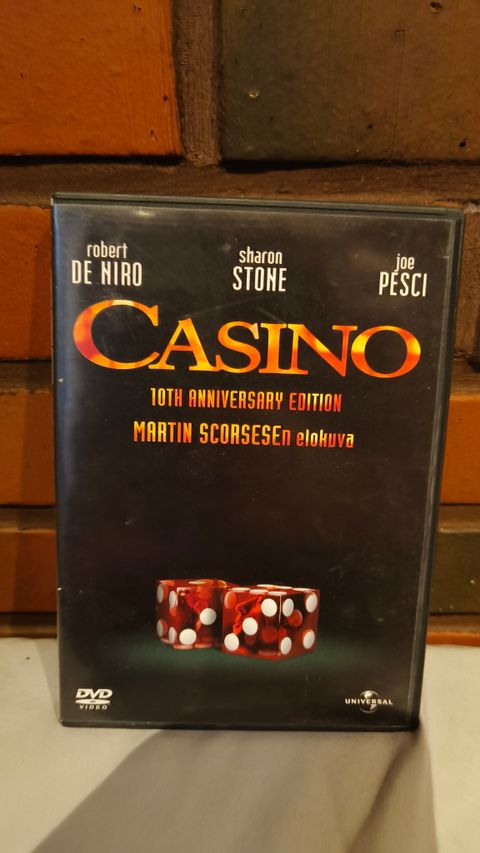 robert
DE NIRO
sharon
STONE
joe
PESCI
CASINO
10TH ANNIVERSARY EDITION
MARTIN SCORSESEn elokuva
DVD
VIDEO
UNIVERSAL